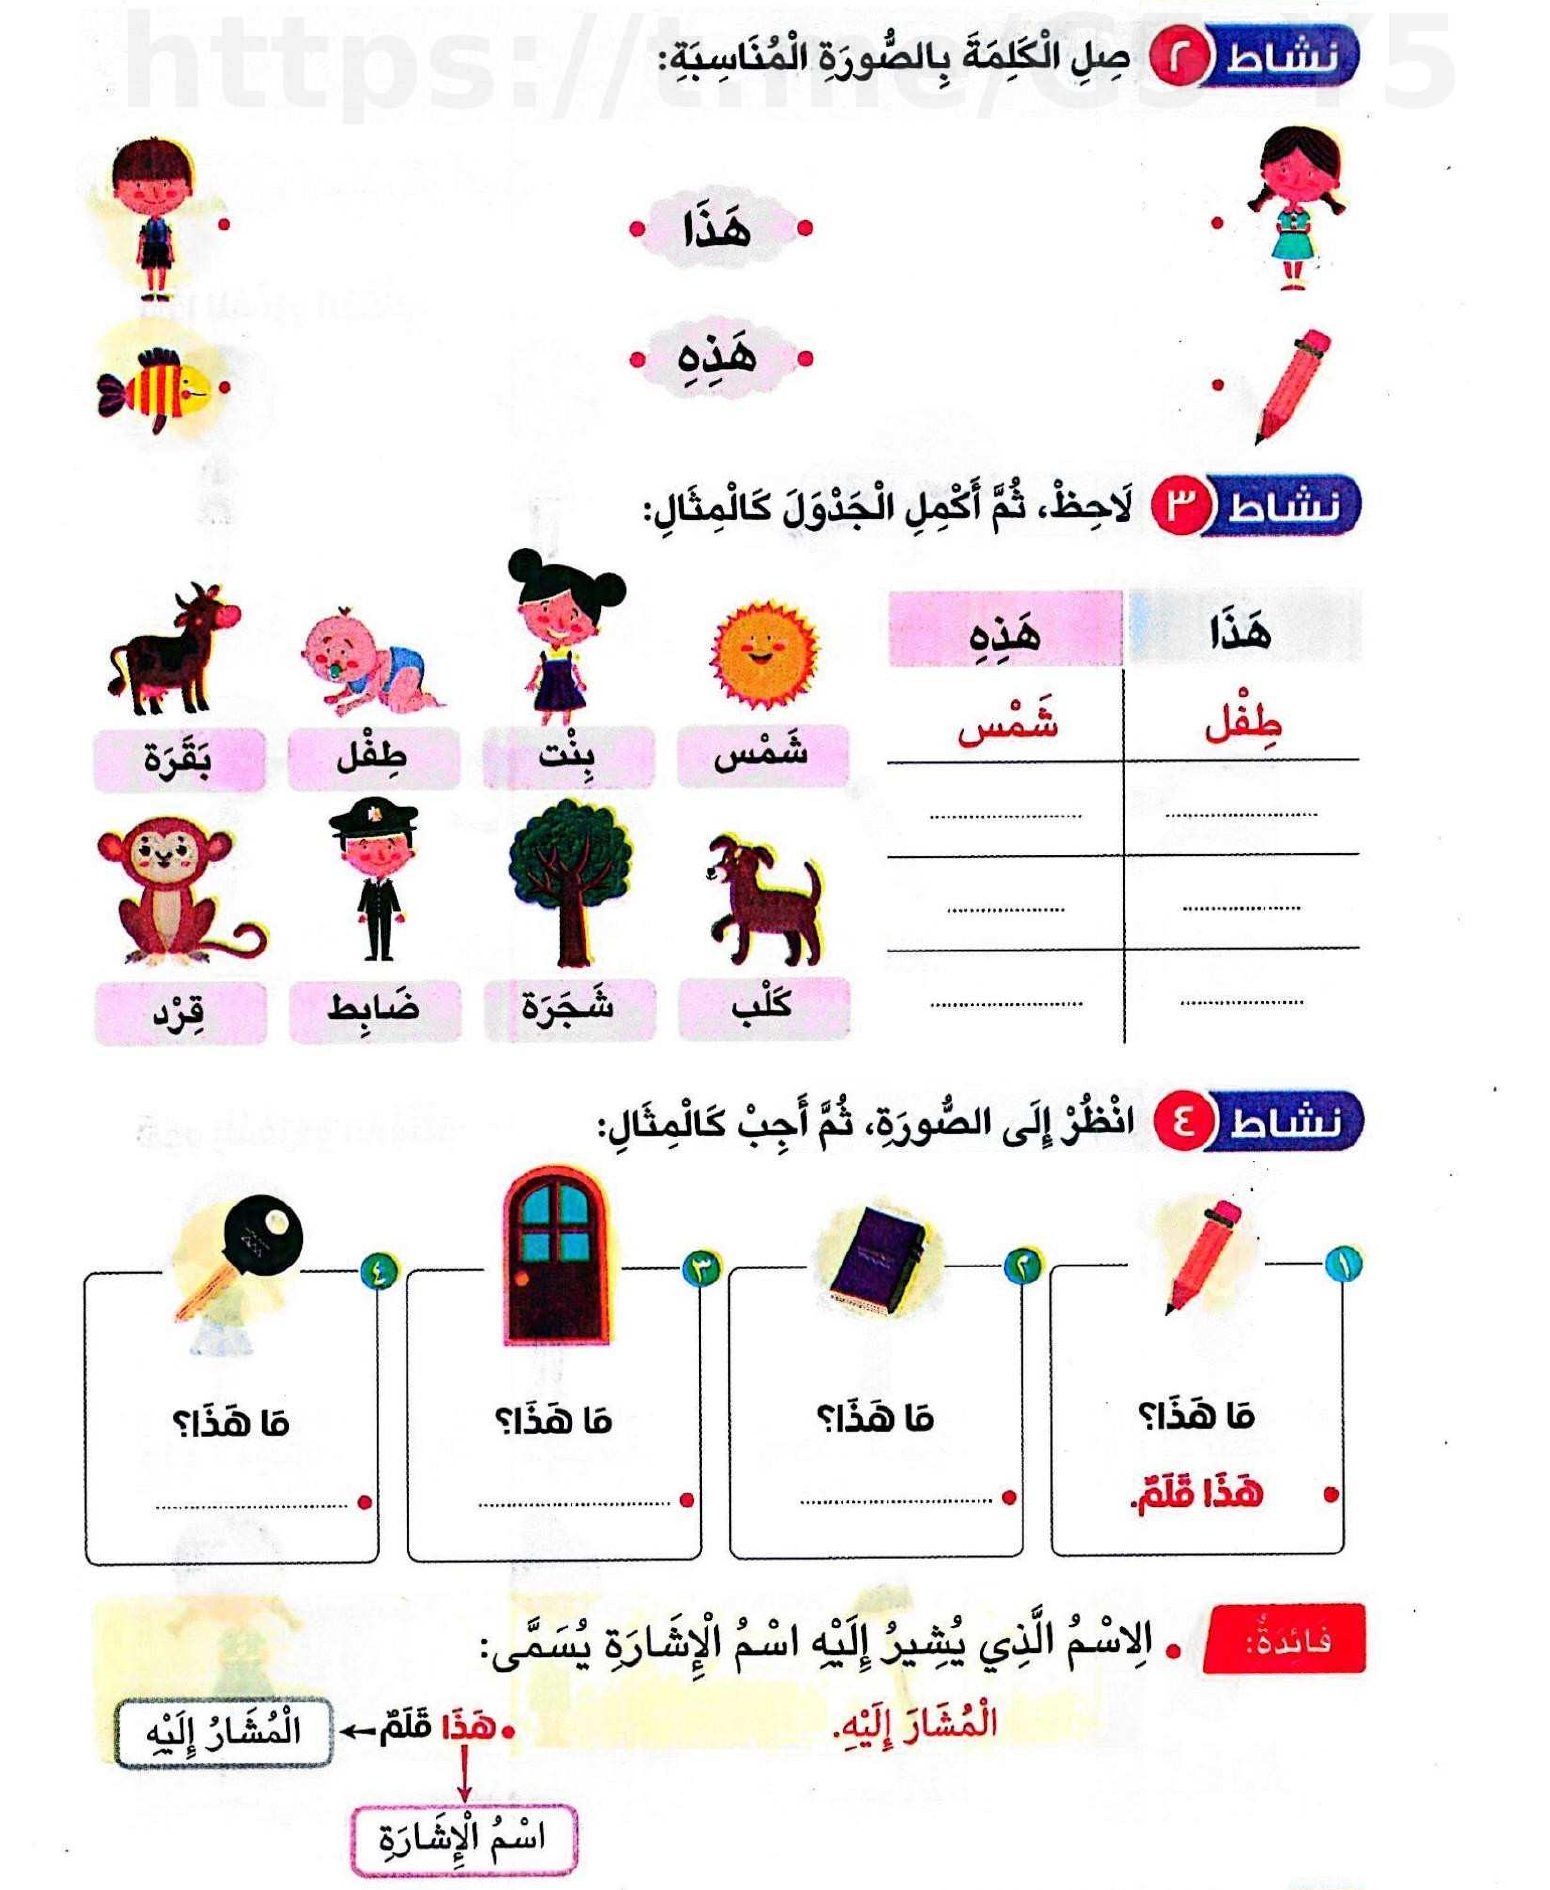 https://t.me/
نشاط ٢ صِلِ الْكَلِمَةَ بِالصُّورَةِ الْمُنَاسِبَةِ:
هَذَا
هَذِهِ
نشاط ٣ لَاحِظْ، ثُمَّ أَكْمِلِ الْجَدْوَلَ كَالْمِثَالِ:
هَذَا هَذِهِ
طِفْل شَمْس
شَمْس بِنْت طِفْل بَقَرَة
كَلْب شَجَرَة ضَابِط قِرْد
نشاط ٤ انْظُرْ إِلَى الصُّورَةِ، ثُمَّ أَجِبْ كَالْمِثَالِ:
١ ٢ ٣ ٤
مَا هَذَا؟ مَا هَذَا؟ مَا هَذَا؟ مَا هَذَا؟
هَذَا قَلَمٌ.
فَائِدَةٌ: • الِاسْمُ الَّذِي يُشِيرُ إِلَيْهِ اسْمُ الْإِشَارَةِ يُسَمَّى:
الْمُشَارَ إِلَيْهِ.
• هَذَا قَلَمٌ ← الْمُشَارُ إِلَيْهِ
اسْمُ الْإِشَارَةِ